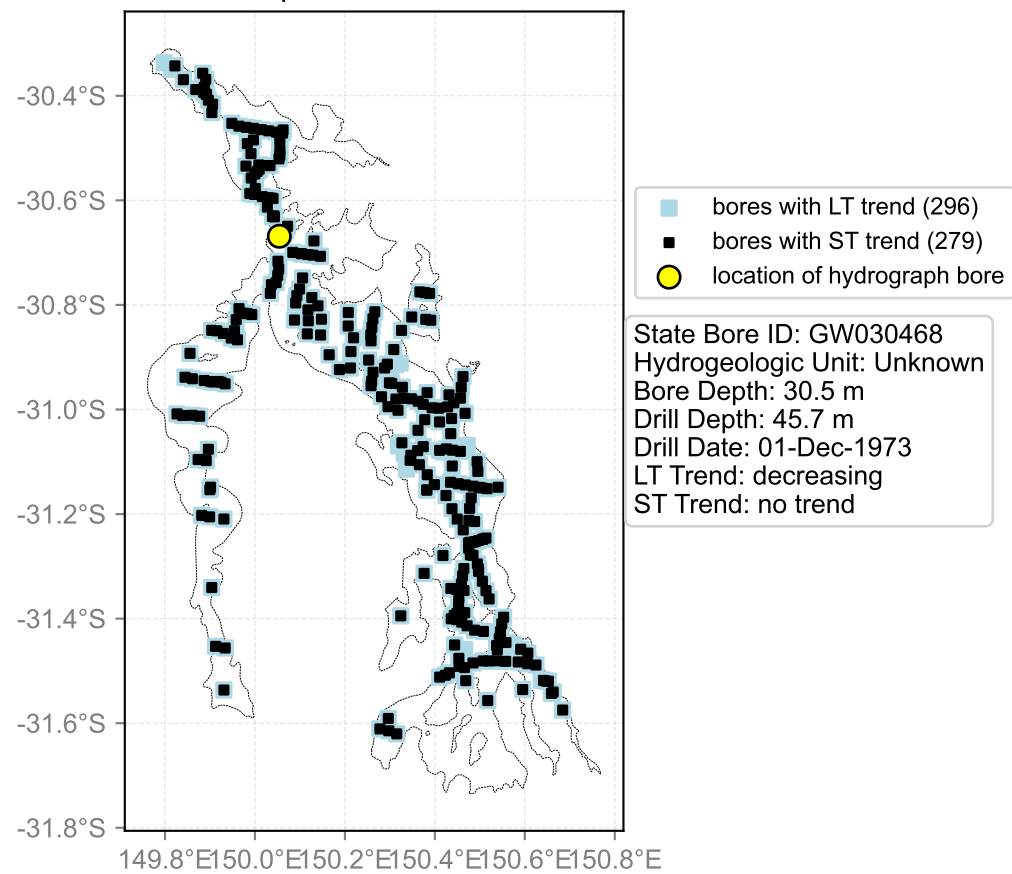 -30.4°S
-30.6°S
-30.8°S
-31.0°S
-31.2°S
-31.4°S
-31.6°S
-31.8°S
149.8°E150.0°E150.2°E150.4°E150.6°E150.8°E
bores with LT trend (296)
bores with ST trend (279)
location of hydrograph bore
State Bore ID: GW030468
Hydrogeologic Unit: Unknown
Bore Depth: 30.5 m
Drill Depth: 45.7 m
Drill Date: 01-Dec-1973
LT Trend: decreasing
ST Trend: no trend